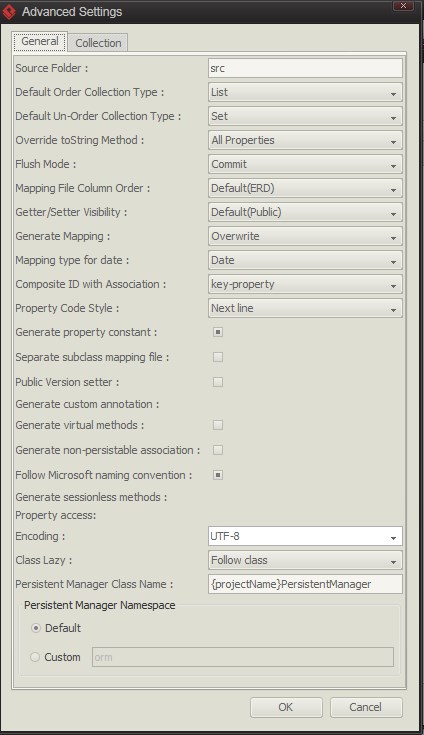 Advanced Settings
General Collection
Source Folder : src
Default Order Collection Type : List
Default Un-Order Collection Type : Set
Override toString Method : All Properties
Flush Mode : Commit
Mapping File Column Order : Default(ERD)
Getter/Setter Visibility : Default(Public)
Generate Mapping : Overwrite
Mapping type for date : Date
Composite ID with Association : key-property
Property Code Style : Next line
Generate property constant :
Separate subclass mapping file :
Public Version setter :
Generate custom annotation :
Generate virtual methods :
Generate non-persistable association :
Follow Microsoft naming convention :
Generate sessionless methods :
Property access:
Encoding : UTF-8
Class Lazy : Follow class
Persistent Manager Class Name : {projectName}PersistentManager
Persistent Manager Namespace
Default
Custom orm
OK Cancel